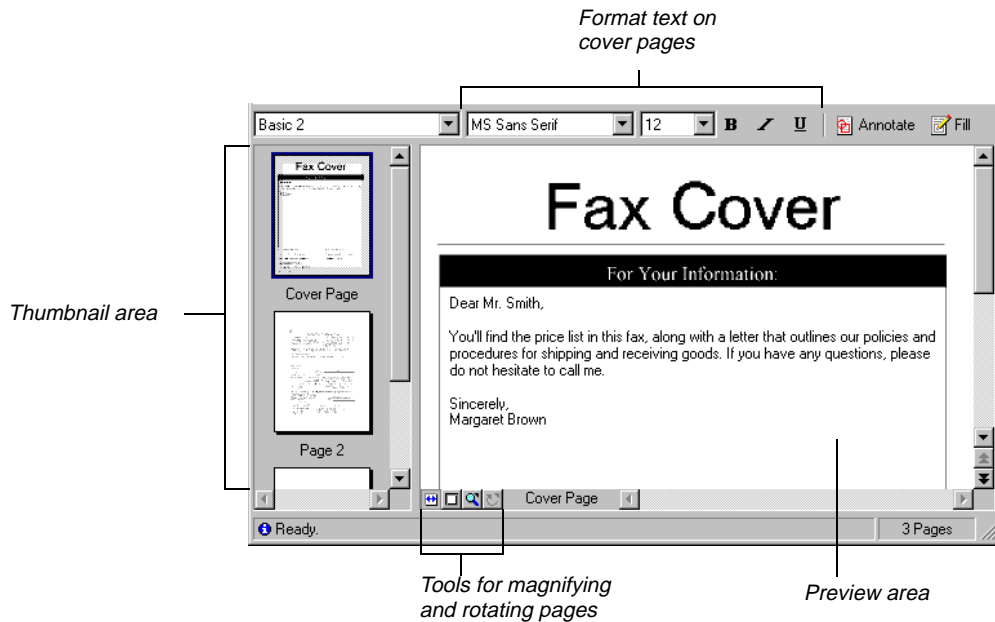 Format text on
cover pages
Basic 2 MS Sans Serif 12 B I U Annotate Fill
Fax Cover
Cover Page
Page 2
Fax Cover
For Your Information:
Dear Mr. Smith,
You'll find the price list in this fax, along with a letter that outlines our policies and
procedures for shipping and receiving goods. If you have any questions, please
do not hesitate to call me.
Sincerely,
Margaret Brown
Thumbnail area
Cover Page
Ready. 3 Pages
Tools for magnifying
and rotating pages
Preview area